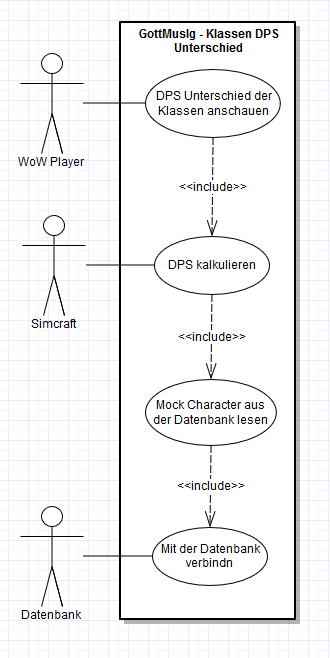 GottMusIg - Klassen DPS
Unterschied
DPS Unterschied der
Klassen anschauen
WoW Player
<<include>>
DPS kalkulieren
Simcraft
<<include>>
Mock Character aus
der Datenbank lesen
<<include>>
Mit der Datenbank
verbindn
Datenbank